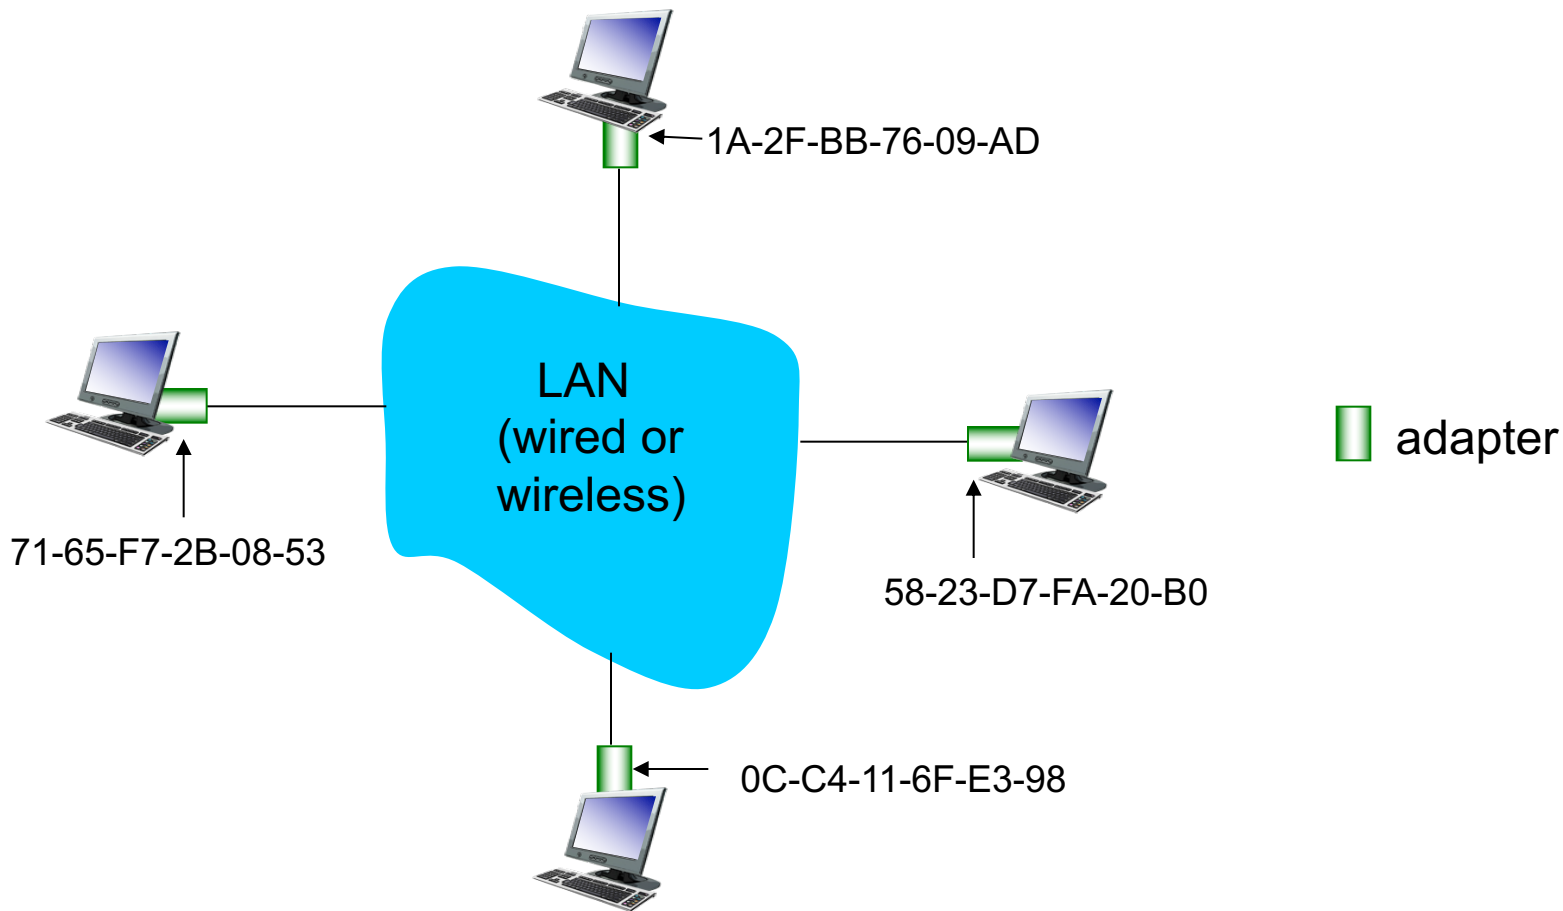 1A-2F-BB-76-09-AD
LAN
(wired or
wireless)
adapter
71-65-F7-2B-08-53
58-23-D7-FA-20-B0
0C-C4-11-6F-E3-98